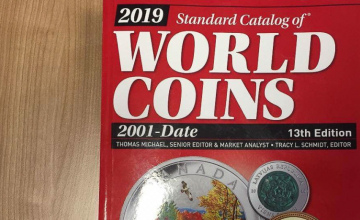 2019 Standard Catalog of®
WORLD
COINS
2001-Date 13th Edition
THOMAS MICHAEL, SENIOR EDITOR & MARKET ANALYST • TRACY L. SCHMIDT, EDITOR
CANADA